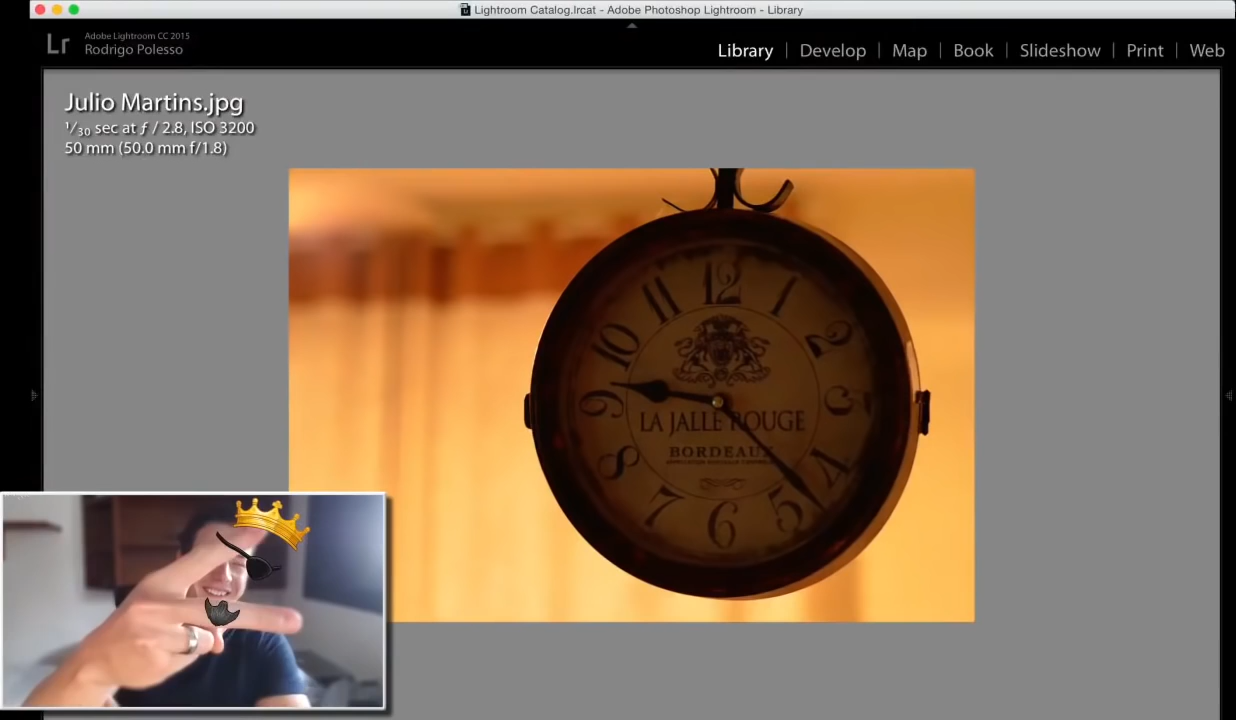 Lightroom Catalog.lrcat - Adobe Photoshop Lightroom - Library
Lr
Adobe Lightroom CC 2015
Rodrigo Polesso
Library | Develop | Map | Book | Slideshow | Print | Web
Julio Martins.jpg
1/30 sec at ƒ / 2.8, ISO 3200
50 mm (50.0 mm f/1.8)
12
11 1
10 2
9 3
LA JALLE ROUGE
BORDEAUX
8 4
7 5
6